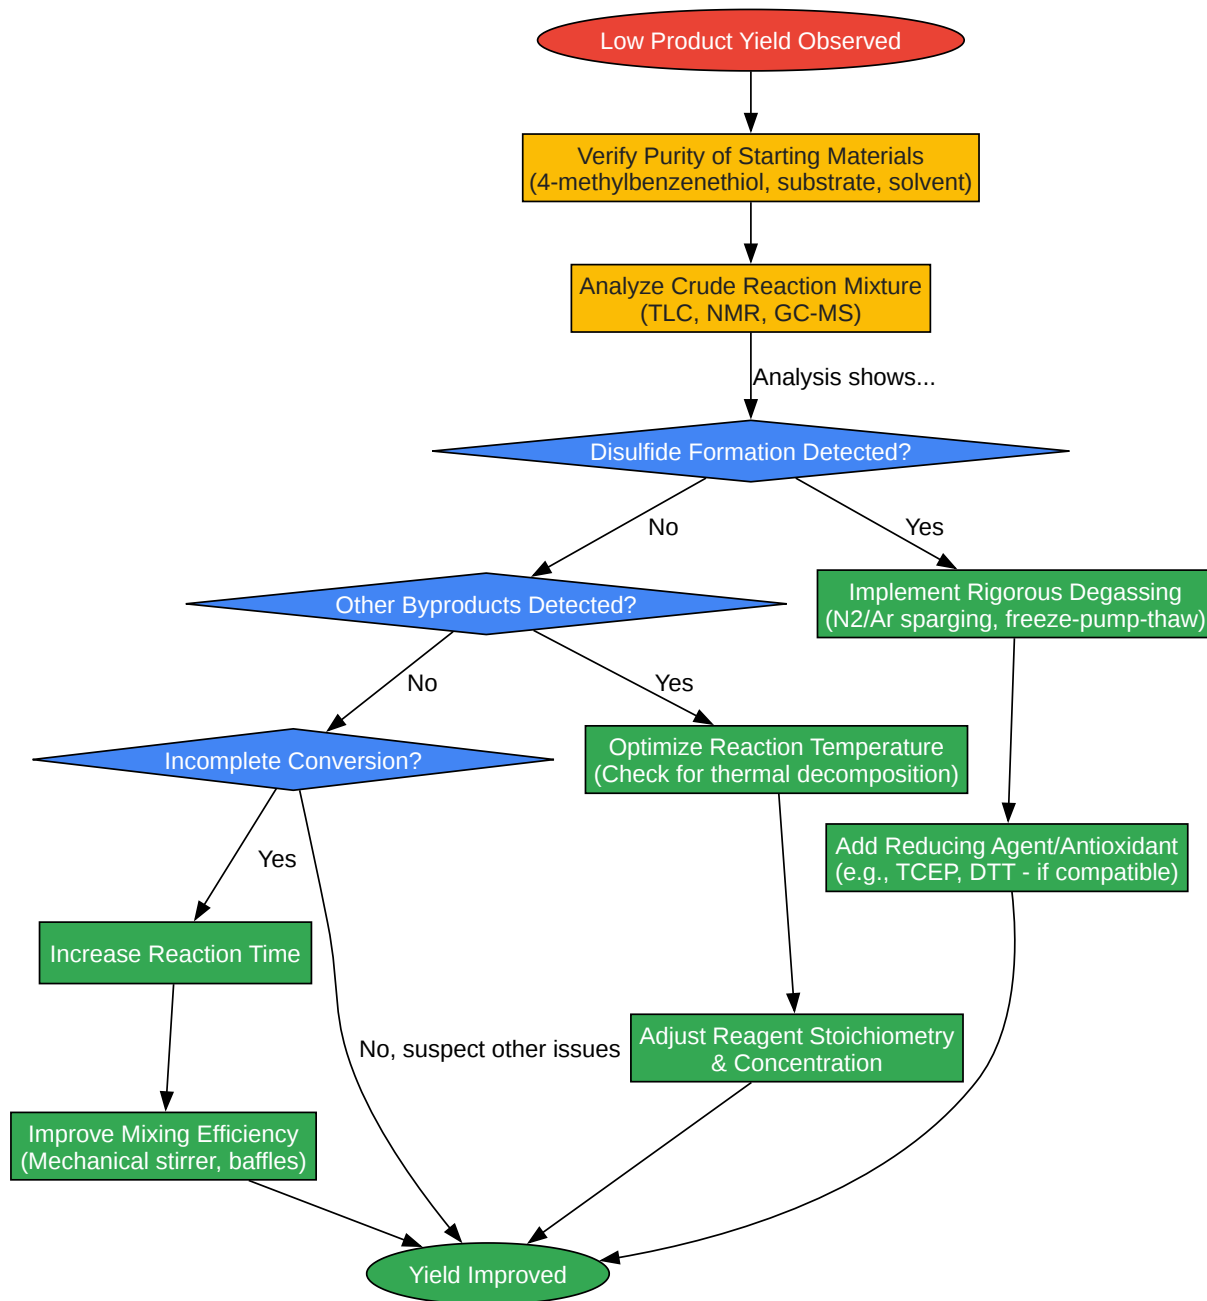 Low Product Yield Observed
Verify Purity of Starting Materials
(4-methylbenzenethiol, substrate, solvent)
Analyze Crude Reaction Mixture
(TLC, NMR, GC-MS)
Analysis shows...
Disulfide Formation Detected?
No
Yes
Other Byproducts Detected?
Implement Rigorous Degassing
(N2/Ar sparging, freeze-pump-thaw)
No
Yes
Incomplete Conversion?
Optimize Reaction Temperature
(Check for thermal decomposition)
Yes
Add Reducing Agent/Antioxidant
(e.g., TCEP, DTT - if compatible)
Increase Reaction Time
No, suspect other issues
Adjust Reagent Stoichiometry
& Concentration
Improve Mixing Efficiency
(Mechanical stirrer, baffles)
Yield Improved